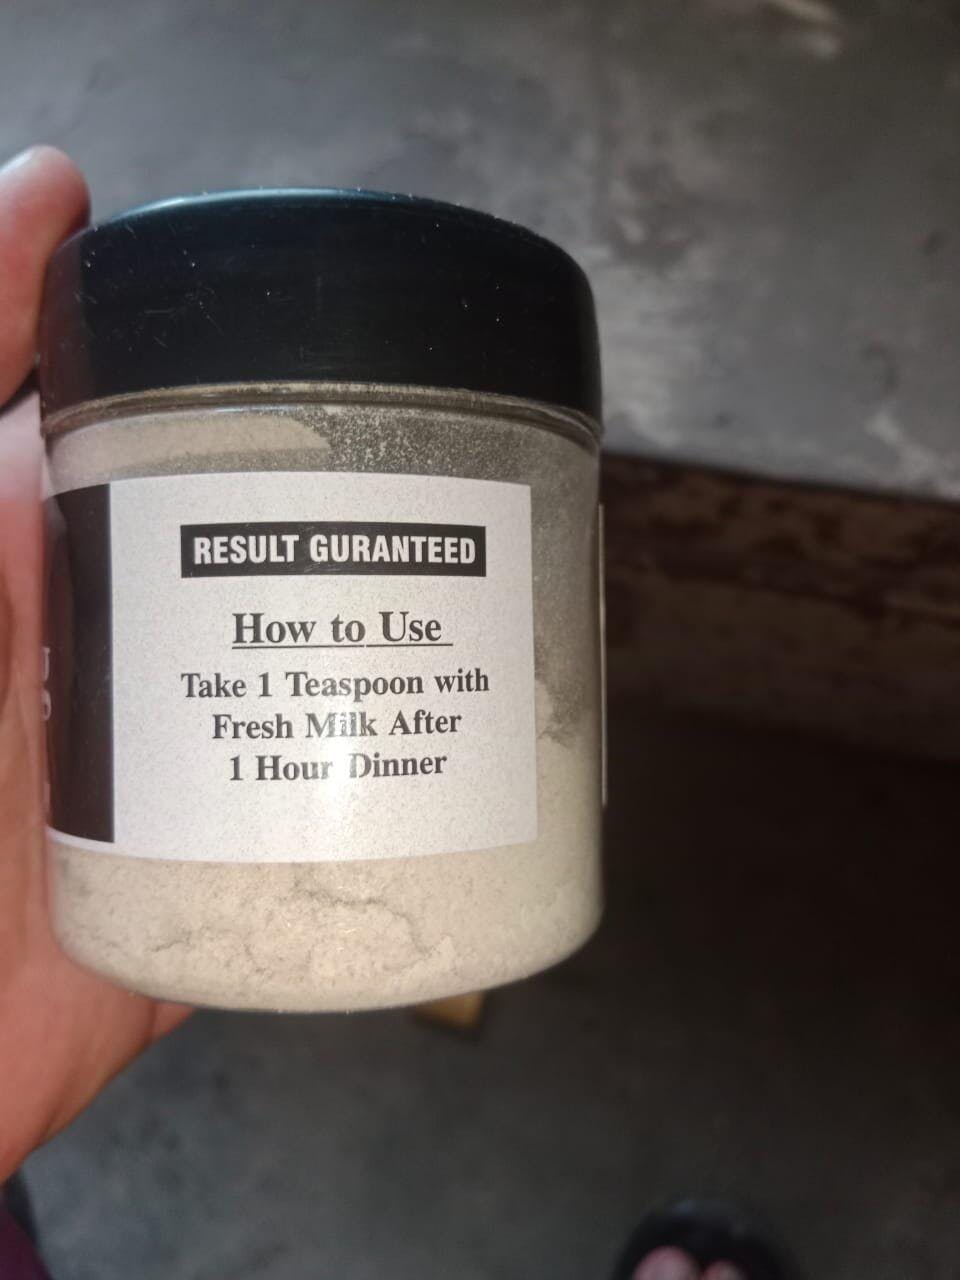 RESULT GURANTEED
How to Use
Take 1 Teaspoon with
Fresh Milk After
1 Hour Dinner